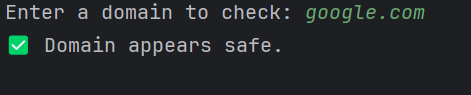 Enter a domain to check: google.com
✅ Domain appears safe.